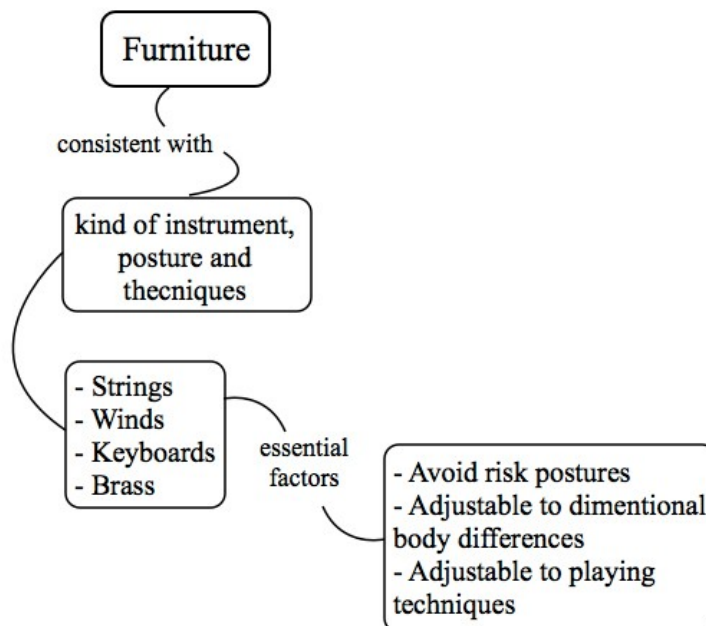 Furniture
consistent with
kind of instrument,
posture and
thecniques
- Strings
- Winds
- Keyboards
- Brass
essential
factors
- Avoid risk postures
- Adjustable to dimentional
body differences
- Adjustable to playing
techniques